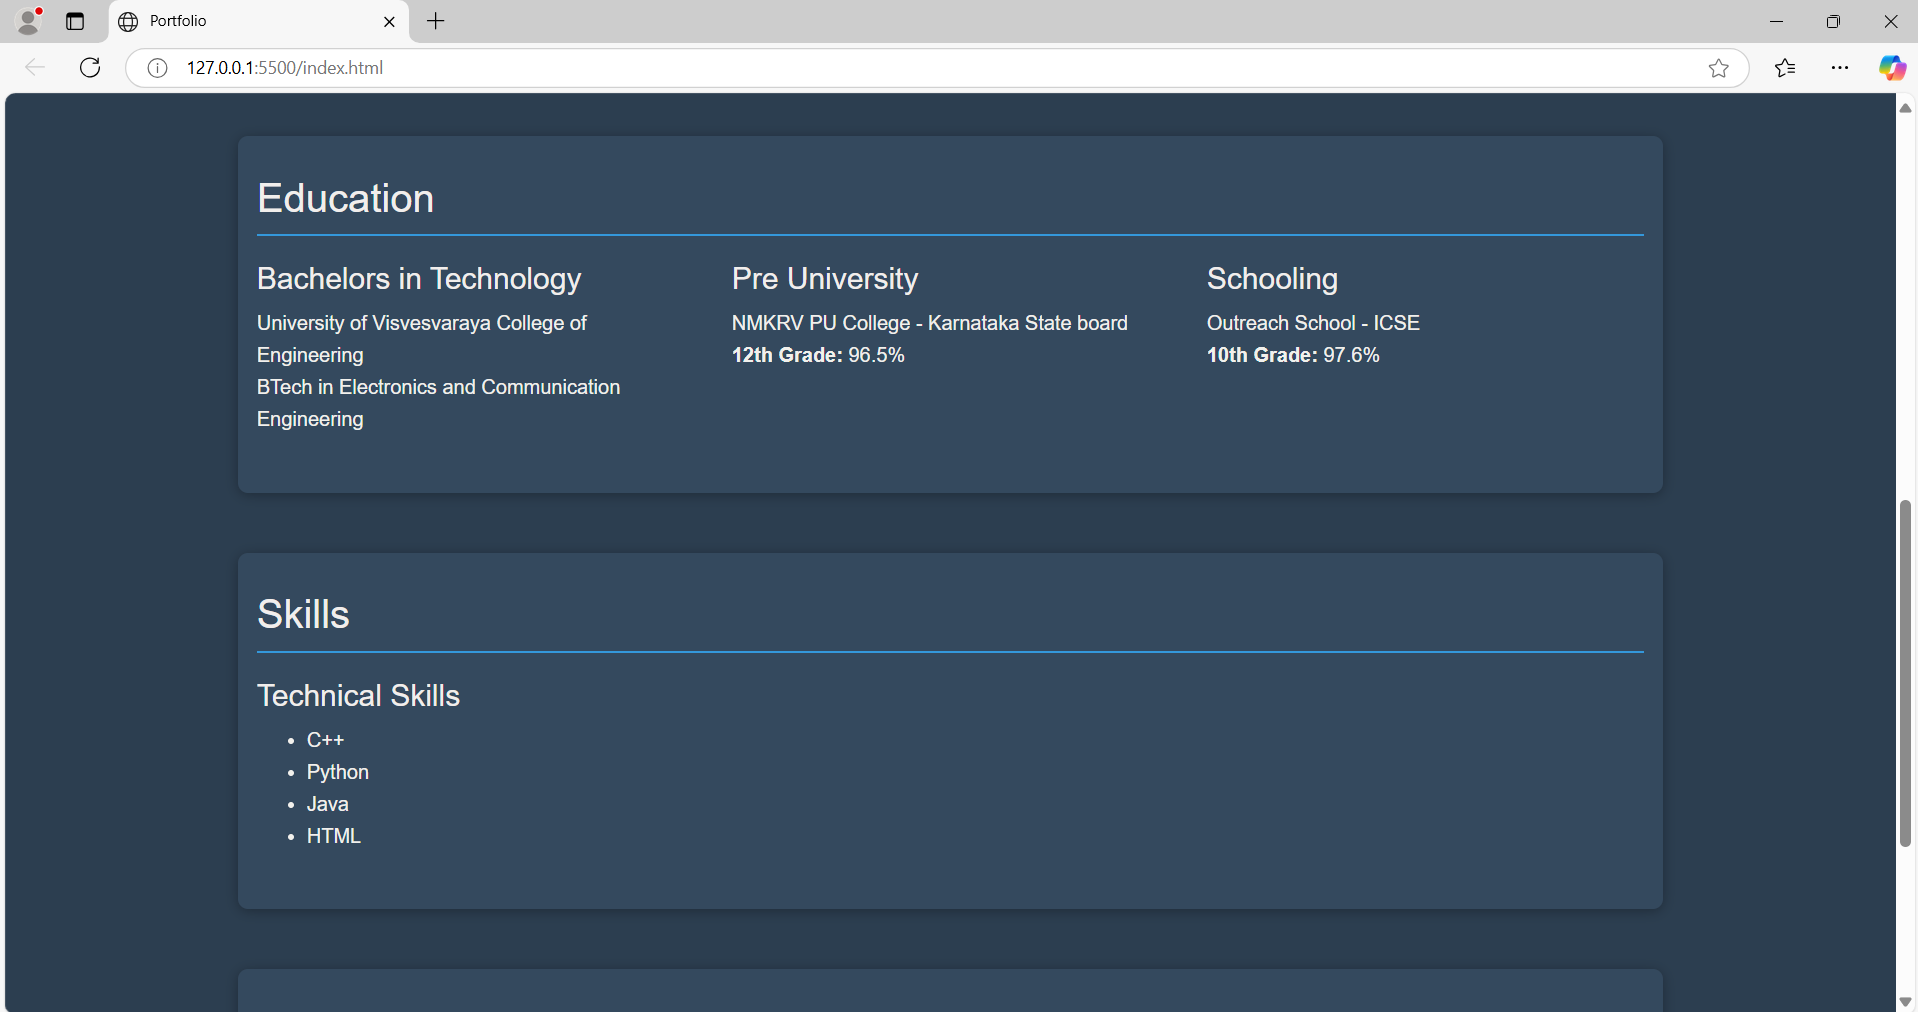 Portfolio
127.0.0.1:5500/index.html
Education
Bachelors in Technology
University of Visvesvaraya College of
Engineering
BTech in Electronics and Communication
Engineering
Pre University
NMKRV PU College - Karnataka State board
12th Grade: 96.5%
Schooling
Outreach School - ICSE
10th Grade: 97.6%
Skills
Technical Skills
• C++
• Python
• Java
• HTML